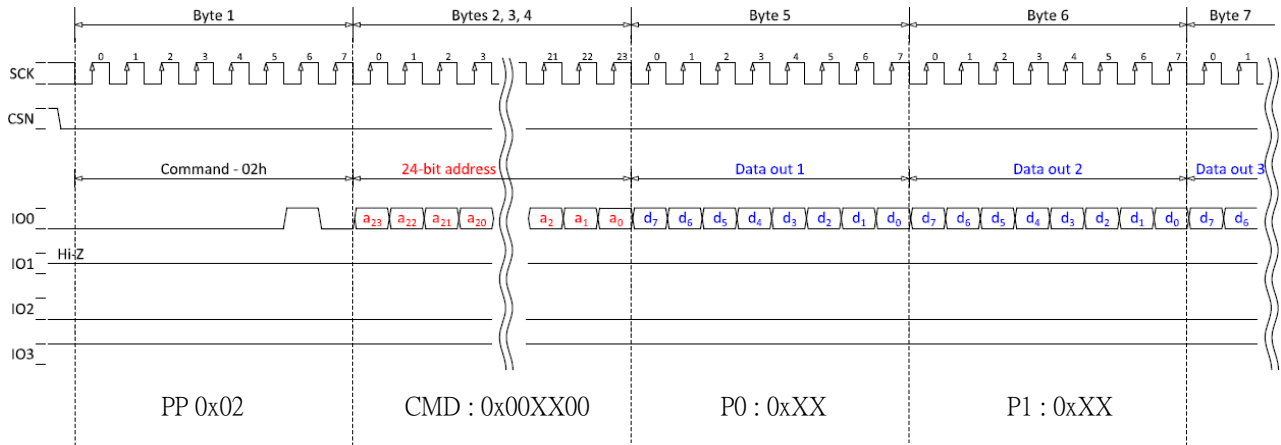 Byte 1 Bytes 2, 3, 4 Byte 5 Byte 6 Byte 7
0 1 2 3 4 5 6 7 0 1 2 3 21 22 23 0 1 2 3 4 5 6 7 0 1 2 3 4 5 6 7 0 1
SCK
CSN
Command - 02h 24-bit address Data out 1 Data out 2 Data out 3
IO0 a₂₃ a₂₂ a₂₁ a₂₀ a₂ a₁ a₀ d₇ d₆ d₅ d₄ d₃ d₂ d₁ d₀ d₇ d₆ d₅ d₄ d₃ d₂ d₁ d₀ d₇ d₆
Hi-Z
IO1
IO2
IO3
PP 0x02 CMD : 0x00XX00 P0 : 0xXX P1 : 0xXX